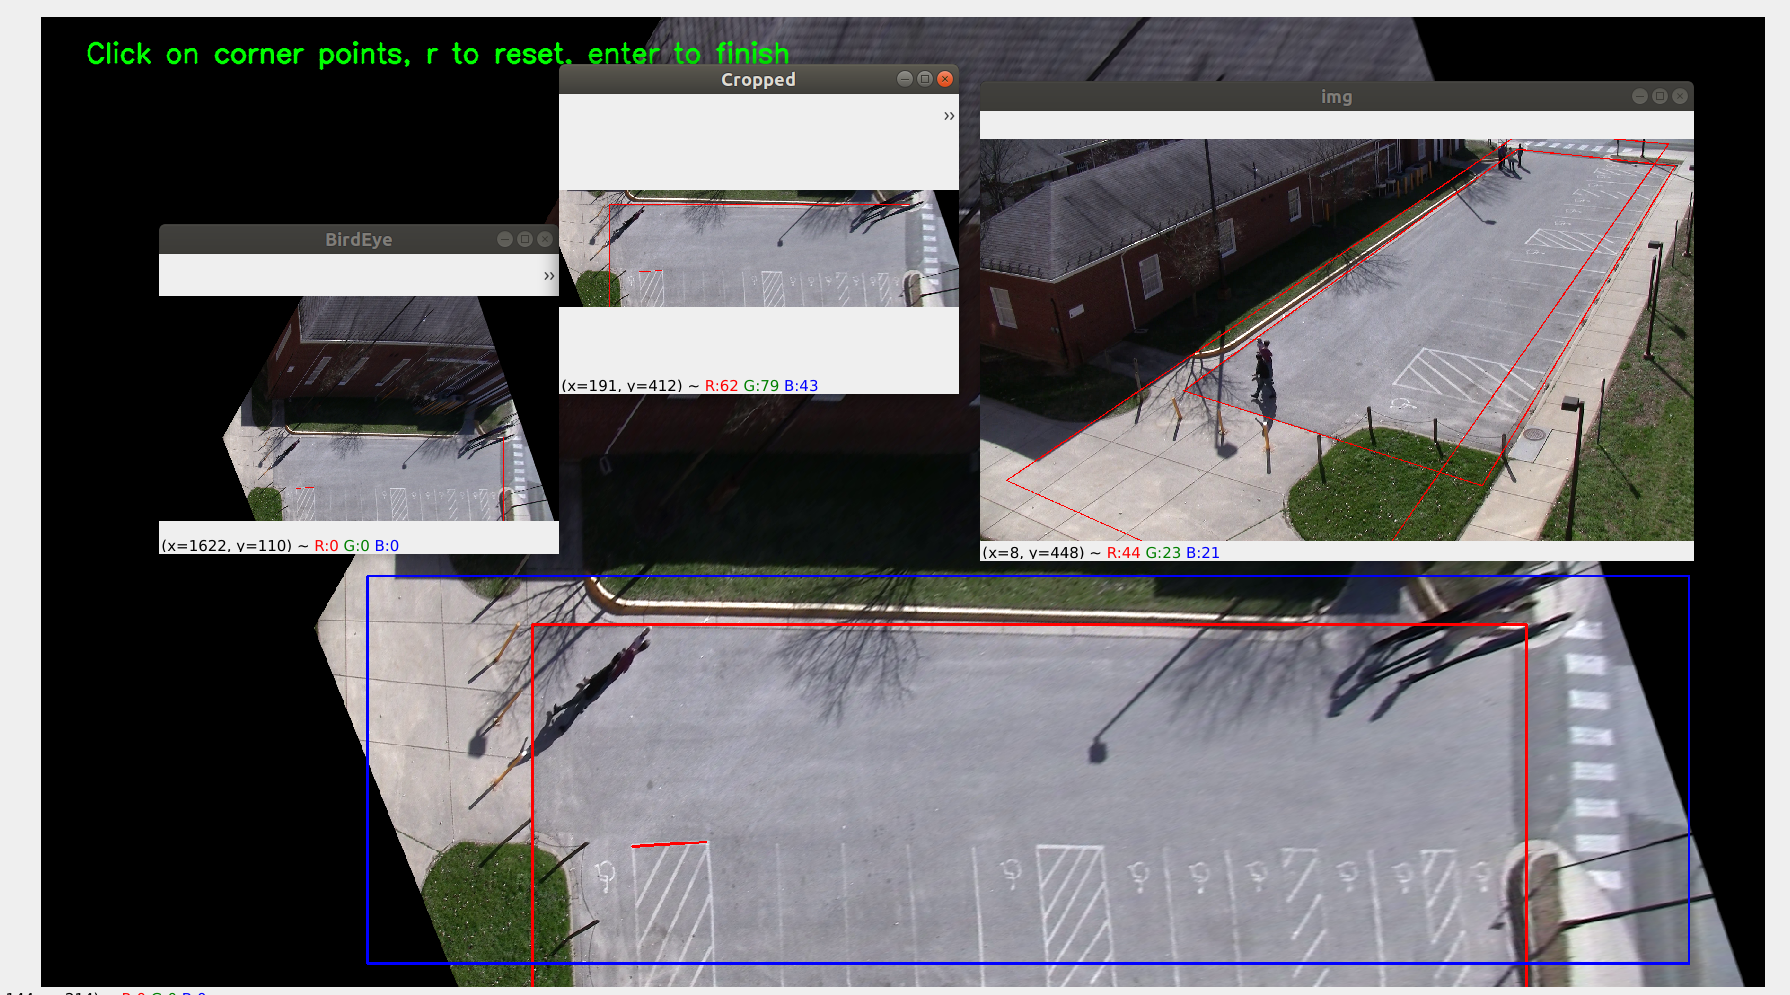 Click on corner points, r to reset, enter to finish
Cropped
»
img
BirdEye
»
(x=191, y=412) ~ R:62 G:79 B:43
(x=1622, y=110) ~ R:0 G:0 B:0
(x=8, y=448) ~ R:44 G:23 B:21